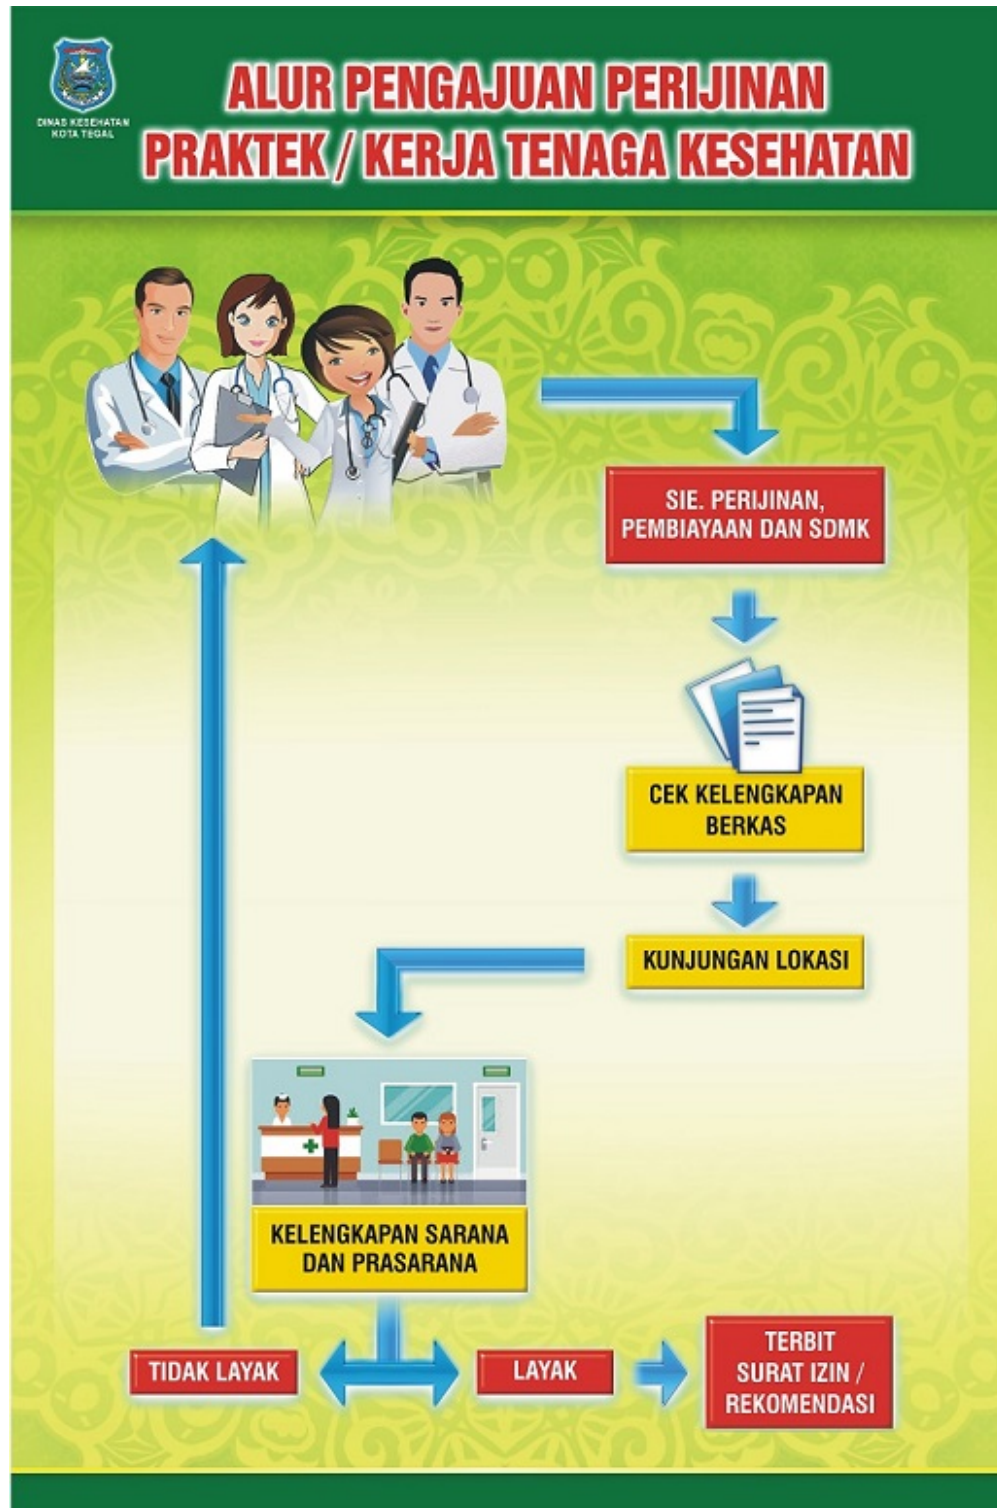 DINAS KESEHATAN
KOTA TEGAL
ALUR PENGAJUAN PERIJINAN
PRAKTEK / KERJA TENAGA KESEHATAN
SIE. PERIJINAN,
PEMBIAYAAN DAN SDMK
CEK KELENGKAPAN
BERKAS
KUNJUNGAN LOKASI
KELENGKAPAN SARANA
DAN PRASARANA
TIDAK LAYAK
LAYAK
TERBIT
SURAT IZIN /
REKOMENDASI